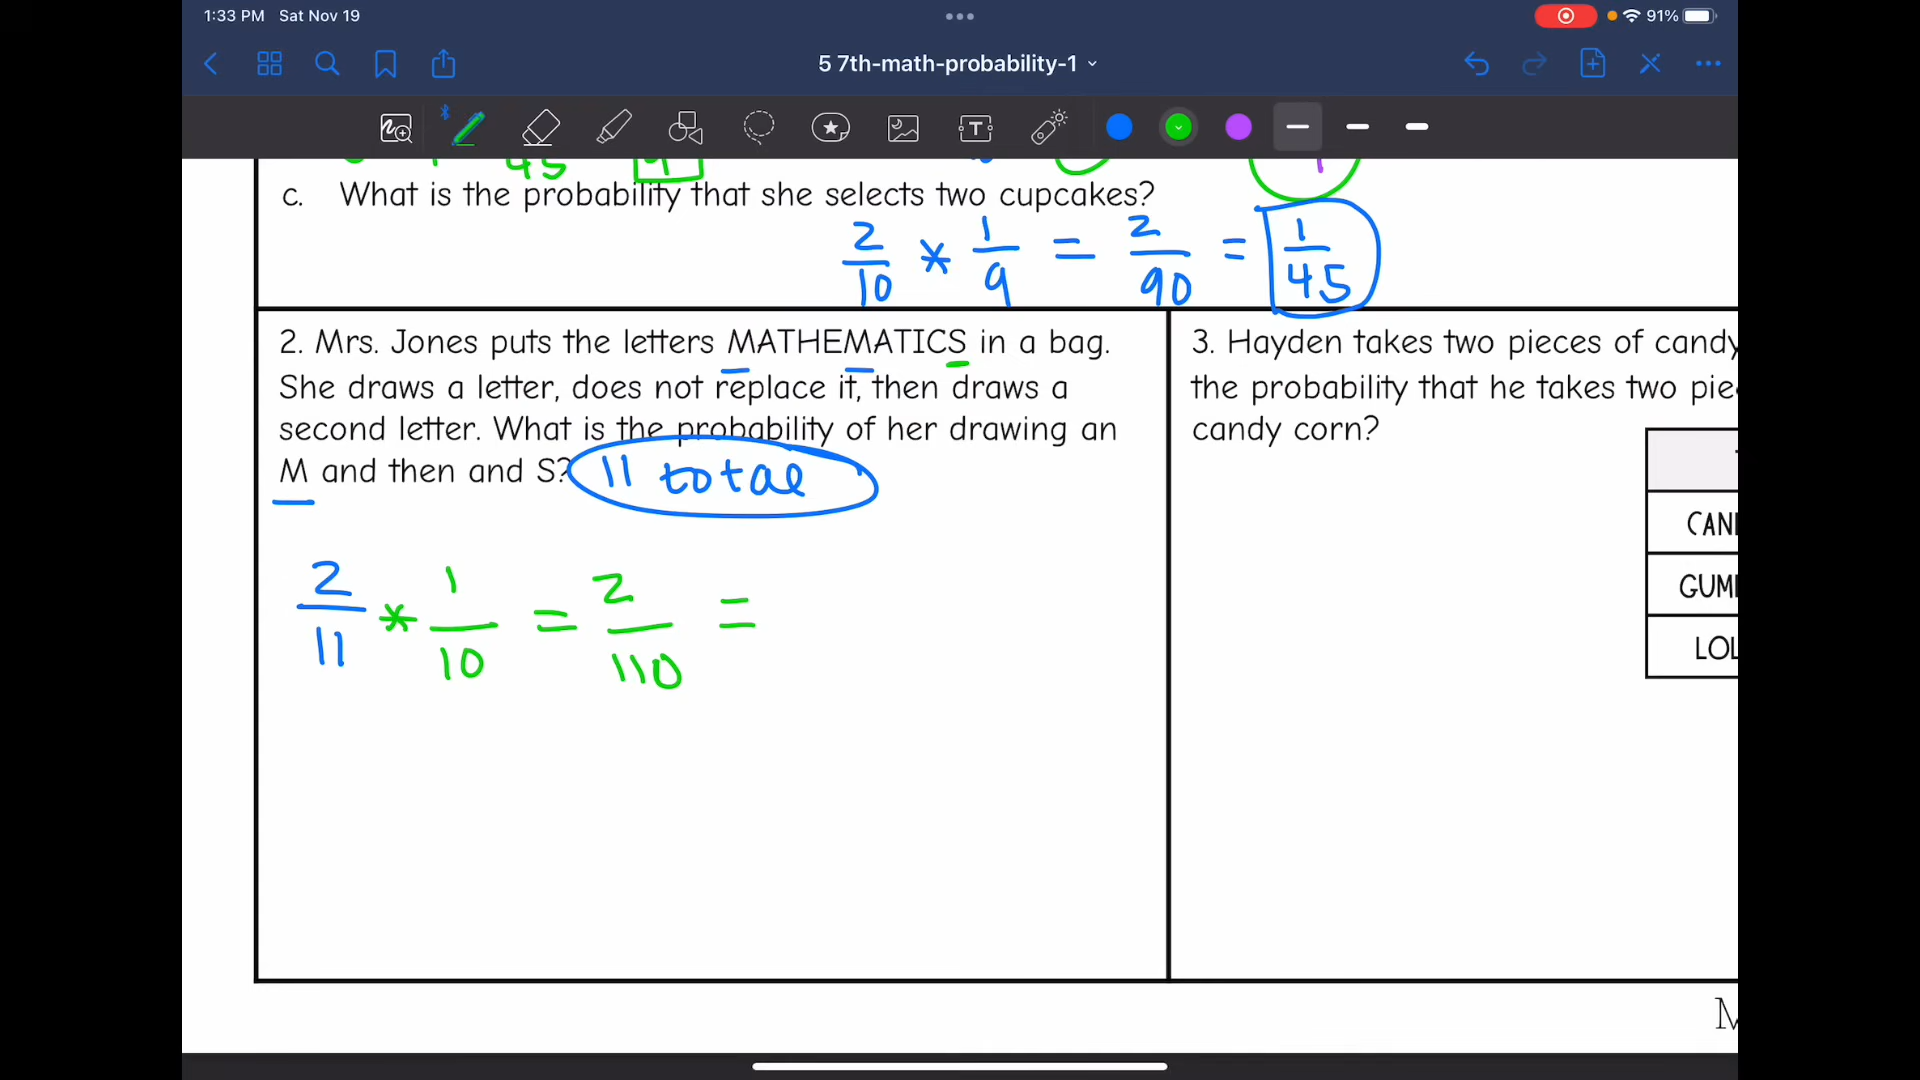 1:33 PM Sat Nov 19
91%
5 7th-math-probability-1
T
45
c. What is the probability that she selects two cupcakes?
2/10 * 1/9 = 2/90 = 1/45
2. Mrs. Jones puts the letters MATHEMATICS in a bag.
She draws a letter, does not replace it, then draws a
second letter. What is the probability of her drawing an
M and then and S?
11 total
2/11 * 1/10 = 2/110 =
3. Hayden takes two pieces of candy
the probability that he takes two pie
candy corn?
CAN
GUM
LOL
M